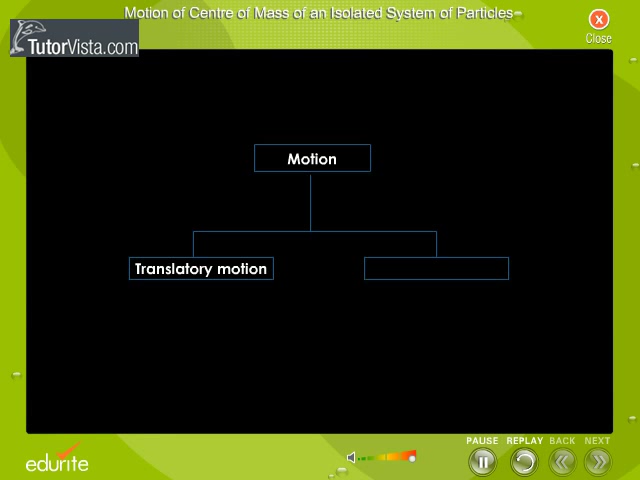 Motion of Centre of Mass of an Isolated System of Particles
TutorVista.com
Close
Motion
Translatory motion
PAUSE REPLAY BACK NEXT
edurite